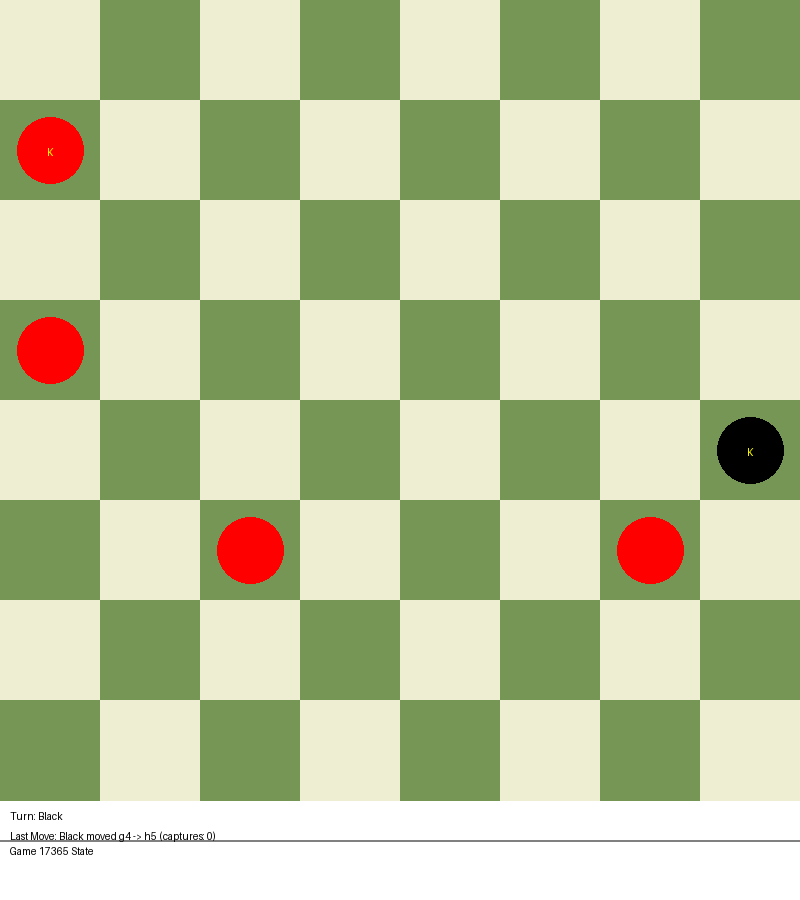 K
K
Turn: Black
Last Move: Black moved g4 -> h5 (captures: 0)
Game 17365 State